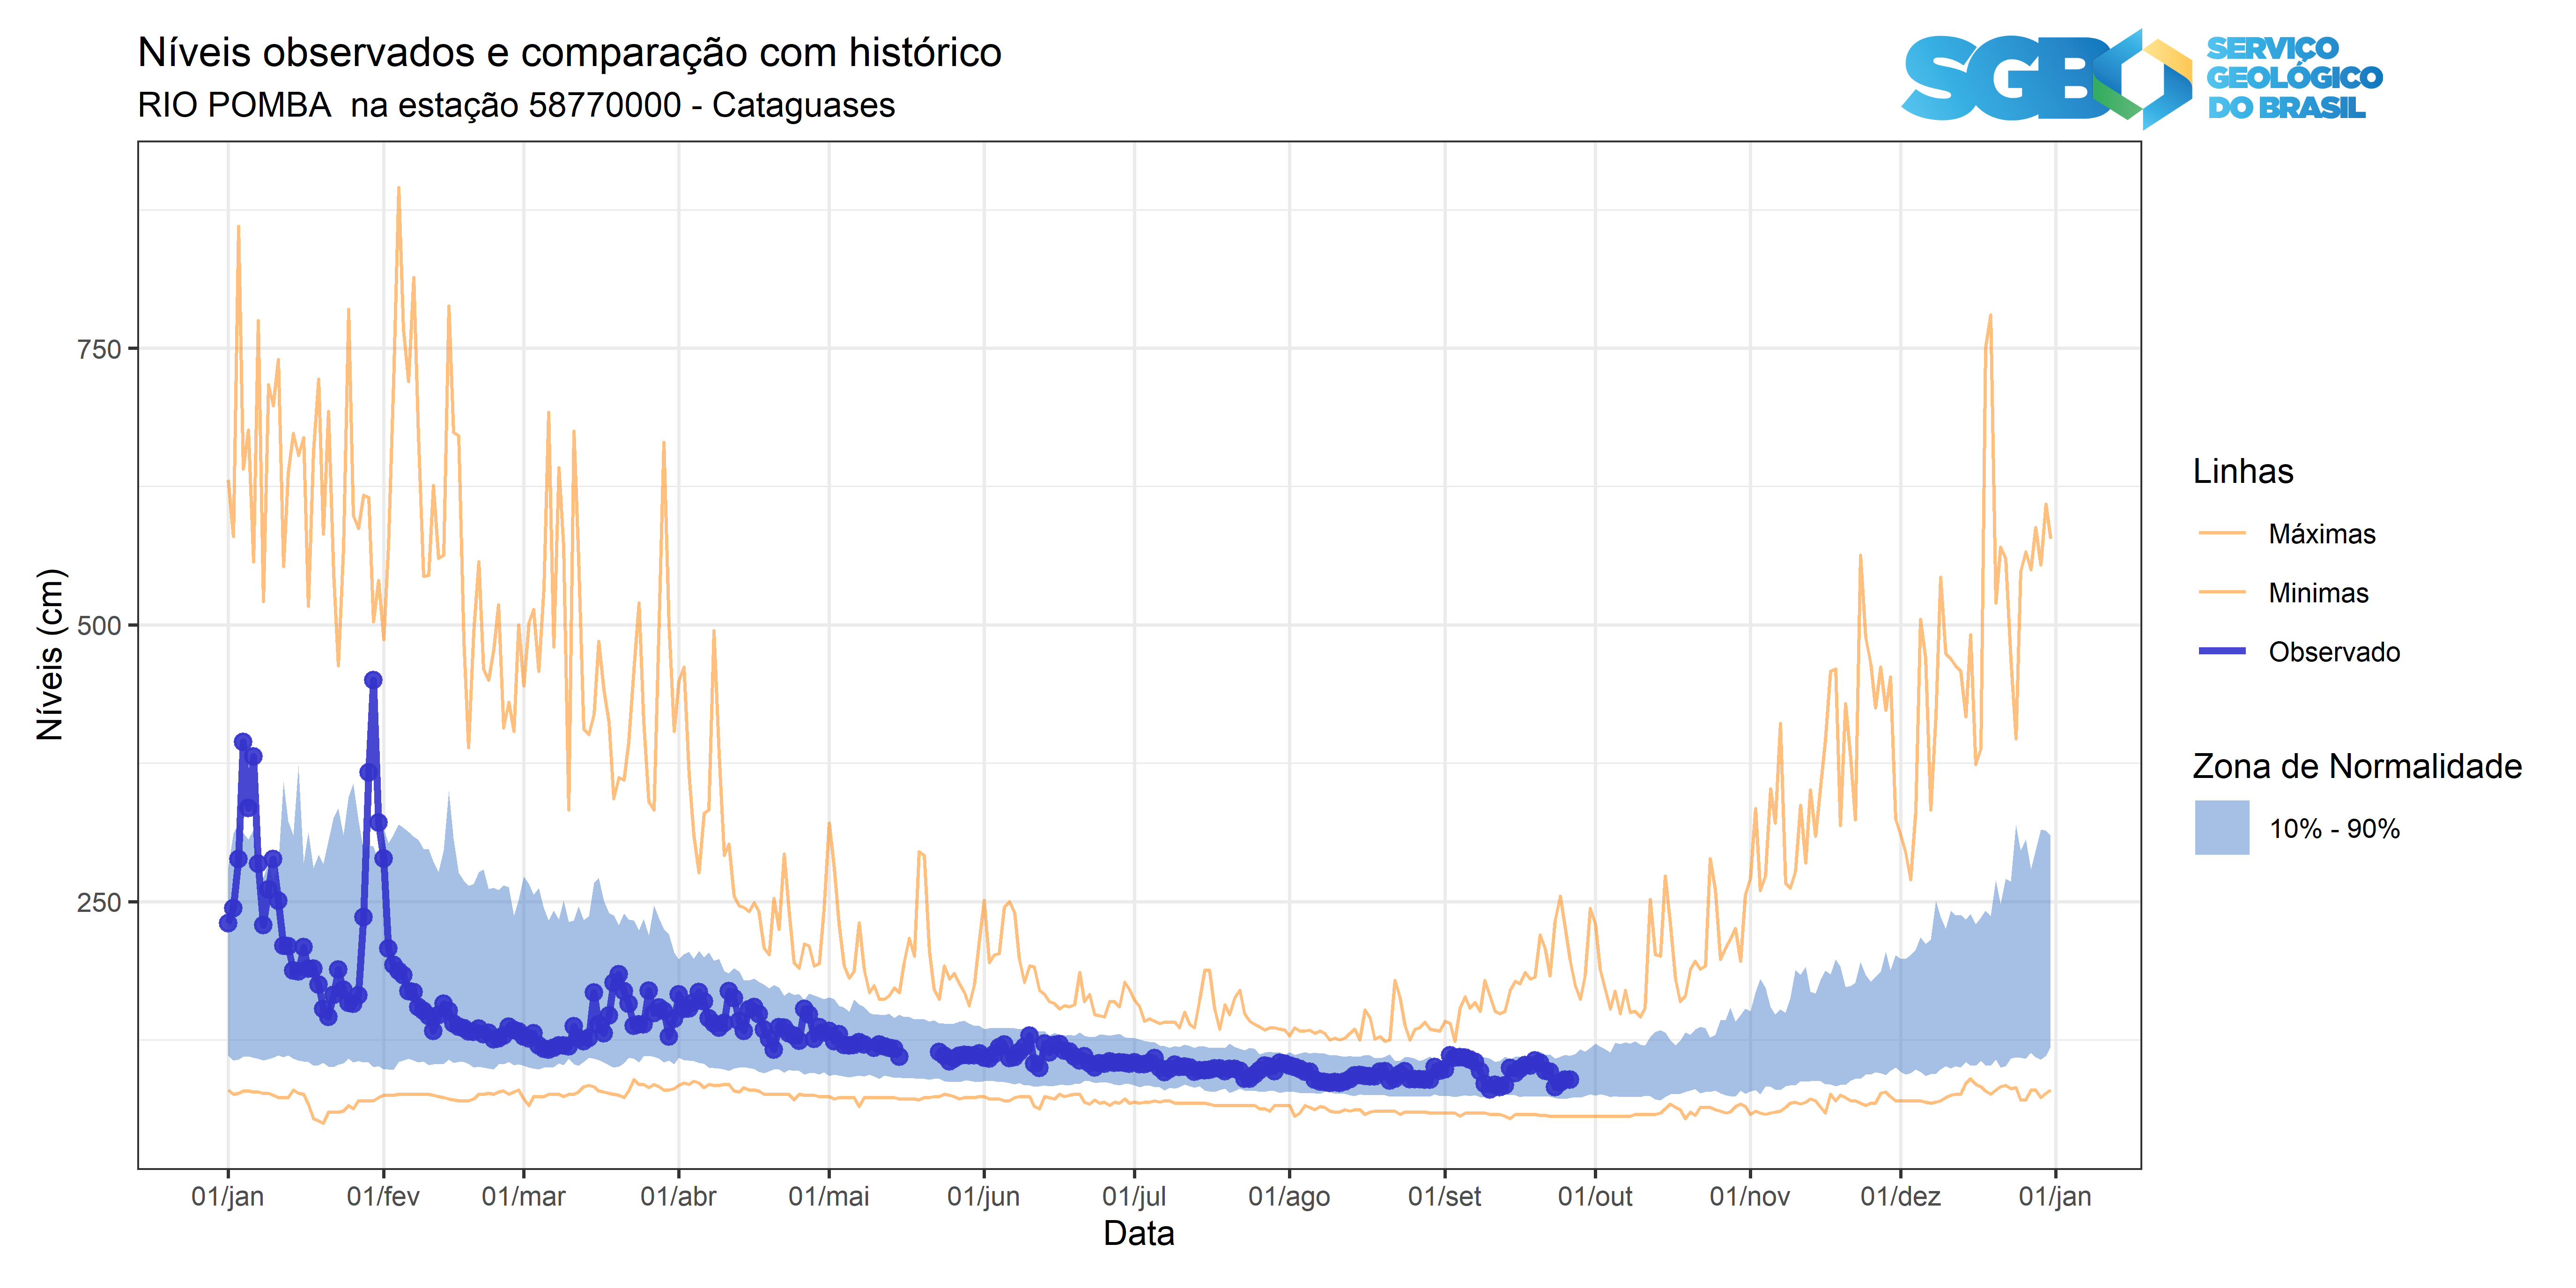 Níveis observados e comparação com histórico
RIO POMBA  na estação 58770000 - Cataguases
SGB
SERVIÇO
GEOLÓGICO
DO BRASIL
Níveis (cm)
750
500
250
01/jan
01/fev
01/mar
01/abr
01/mai
01/jun
01/jul
01/ago
01/set
01/out
01/nov
01/dez
01/jan
Data
Linhas
Máximas
Minimas
Observado
Zona de Normalidade
10% - 90%